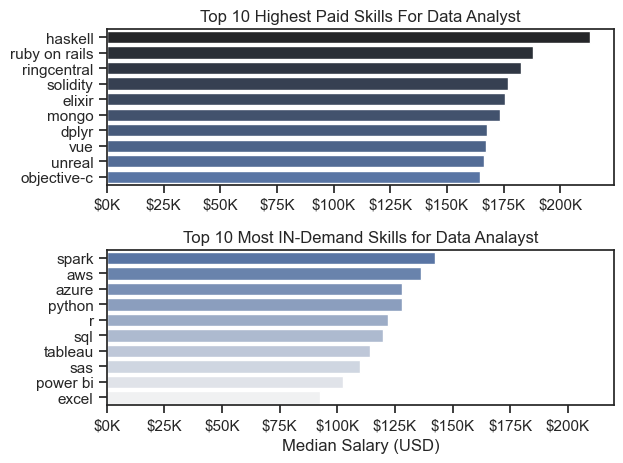 Top 10 Highest Paid Skills For Data Analyst
haskell
ruby on rails
ringcentral
solidity
elixir
mongo
dplyr
vue
unreal
objective-c
$0K $25K $50K $75K $100K $125K $150K $175K $200K
Top 10 Most IN-Demand Skills for Data Analayst
spark
aws
azure
python
r
sql
tableau
sas
power bi
excel
$0K $25K $50K $75K $100K $125K $150K $175K $200K
Median Salary (USD)